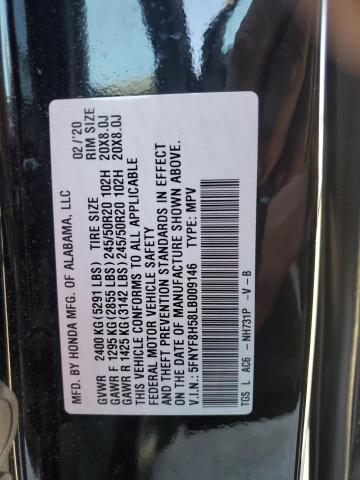 MFD. BY HONDA MFG. OF ALABAMA, LLC 02/'20
GVWR 2400 KG (5291 LBS) TIRE SIZE RIM SIZE
GAWR F 1295 KG (2855 LBS) 245/50R20 102H 20X8.0J
GAWR R 1425 KG (3142 LBS) 245/50R20 102H 20X8.0J
THIS VEHICLE CONFORMS TO ALL APPLICABLE
FEDERAL MOTOR VEHICLE SAFETY
PREVENTION STANDARDS IN EFFECT
AND THEFT
ON THE DATE OF MANUFACTURE SHOWN ABOVE.
V.I.N.: 5FNYF8H58LB009146 TYPE: MPV
TGS L AC6 - NH731P -V-B